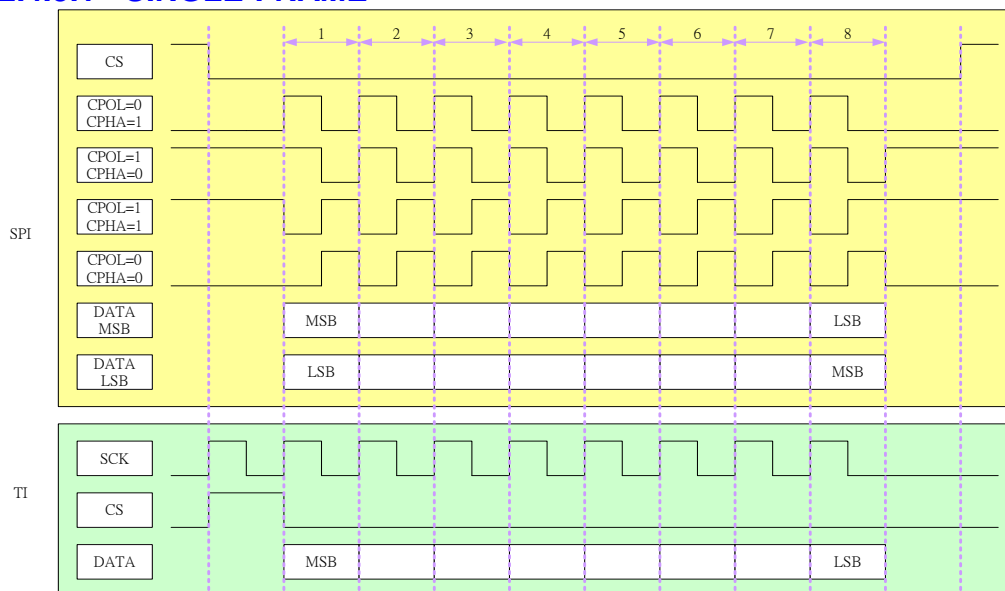 SINGLE FRAME
1 2 3 4 5 6 7 8
CS
CPOL=0
CPHA=1
CPOL=1
CPHA=0
CPOL=1
CPHA=1
SPI
CPOL=0
CPHA=0
DATA
MSB
MSB
LSB
DATA
LSB
LSB
MSB
SCK
TI
CS
DATA
MSB
LSB